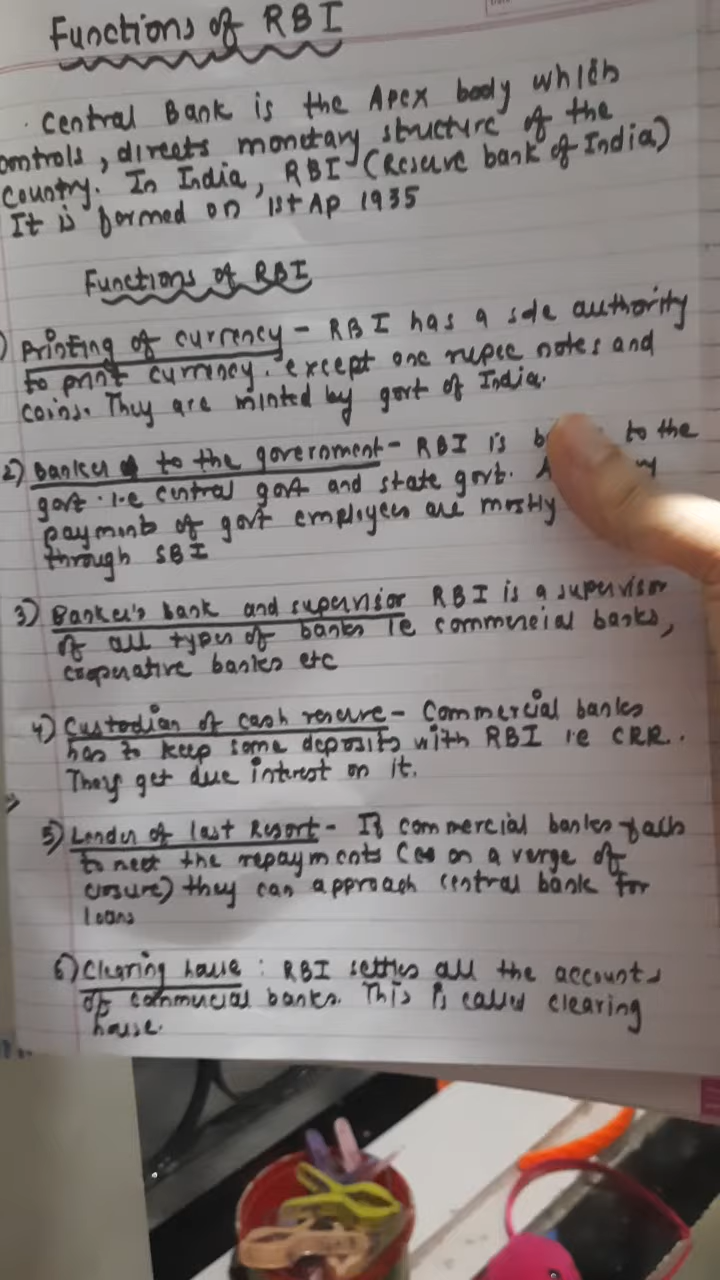 Functions of RBI
. Central Bank is the Apex body which
ontrols, directs monetary structure of the
country. In India, RBI (Reserve bank of India)
It is formed on 1st Ap 1935
Functions of RBI
) Printing of currency - RBI has a sole authority
to print currency. except one rupee notes and
coins. They are minted by govt of India.
2) Banker to the government - RBI is to the
govt. i.e central govt and state govt.
payments of govt employees are mostly
through SBI
3) Banker's bank and supervisor RBI is a supervisor
of all types of banks ie commercial banks,
cooperative banks etc
4) Custodian of cash reserve - Commercial banks
has to keep some deposits with RBI ie CRR.
They get due interest on it.
5) Lender of last Resort - If commercial banks fails
to meet the repayments ( on a verge of
closure) they can approach central bank for
loans
6) Clearing house : RBI settles all the accounts
of commercial banks. This is called clearing
house.